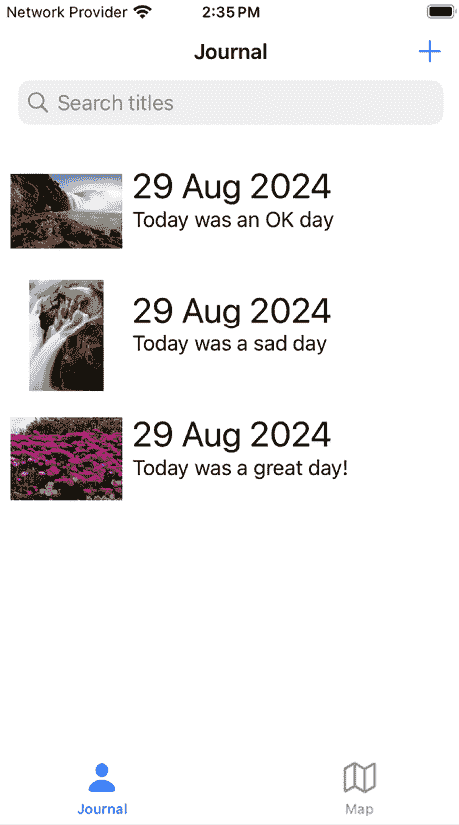 Network Provider 2:35 PM
Journal
Search titles
29 Aug 2024
Today was an OK day
29 Aug 2024
Today was a sad day
29 Aug 2024
Today was a great day!
Journal Map